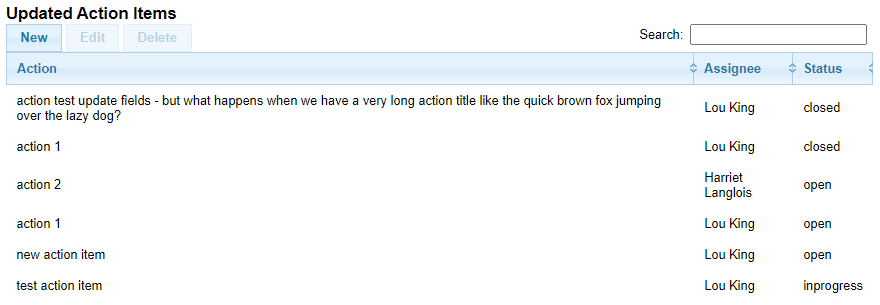 Updated Action Items
New Edit Delete Search:
Action Assignee Status
action test update fields - but what happens when we have a very long action title like the quick brown fox jumping
over the lazy dog? Lou King closed
action 1 Lou King closed
action 2 Harriet
Langlois open
action 1 Lou King open
new action item Lou King open
test action item Lou King inprogress